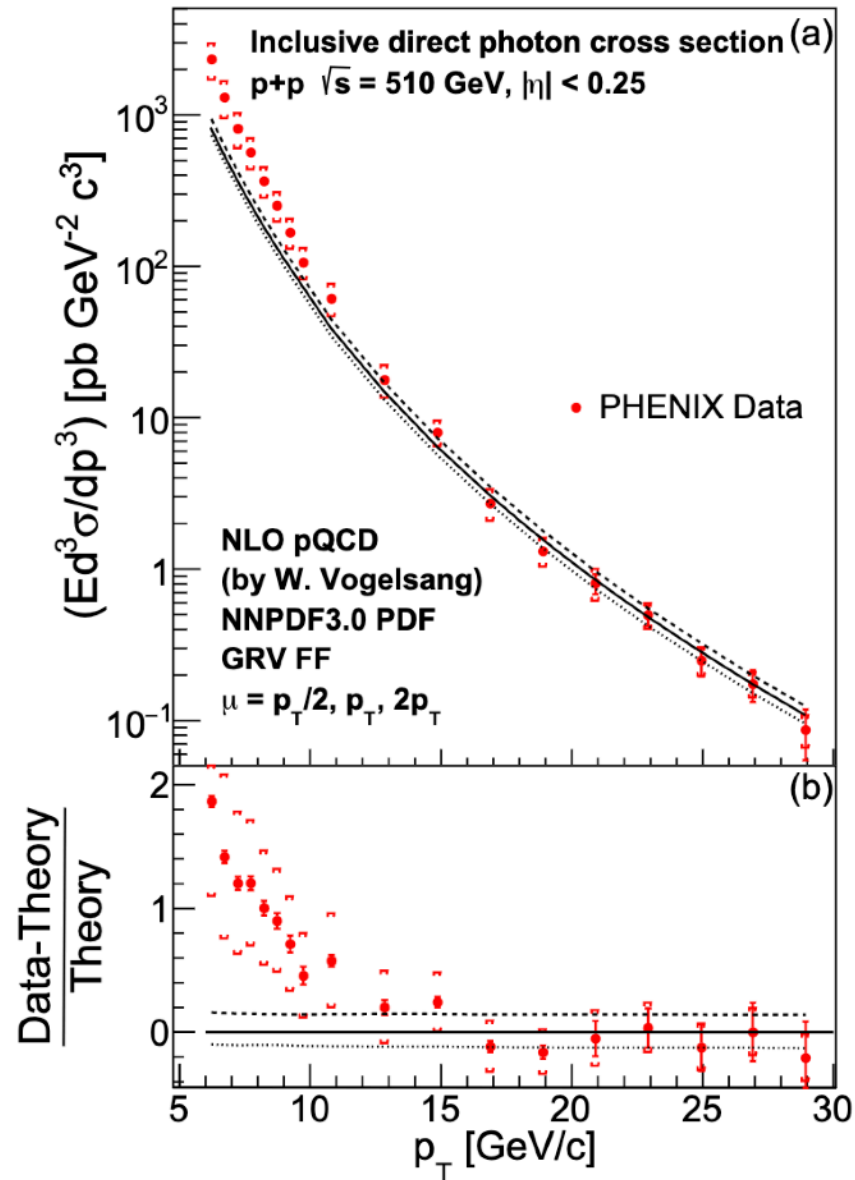 Inclusive direct photon cross section (a)
p+p √s = 510 GeV, |η| < 0.25
(Ed³σ/dp³) [pb GeV⁻² c³]
10³
10²
10
1
10⁻¹
PHENIX Data
NLO pQCD
(by W. Vogelsang)
NNPDF3.0 PDF
GRV FF
μ = p_T/2, p_T, 2p_T
(b)
Data-Theory
Theory
2
1
0
5 10 15 20 25 30
p_T [GeV/c]